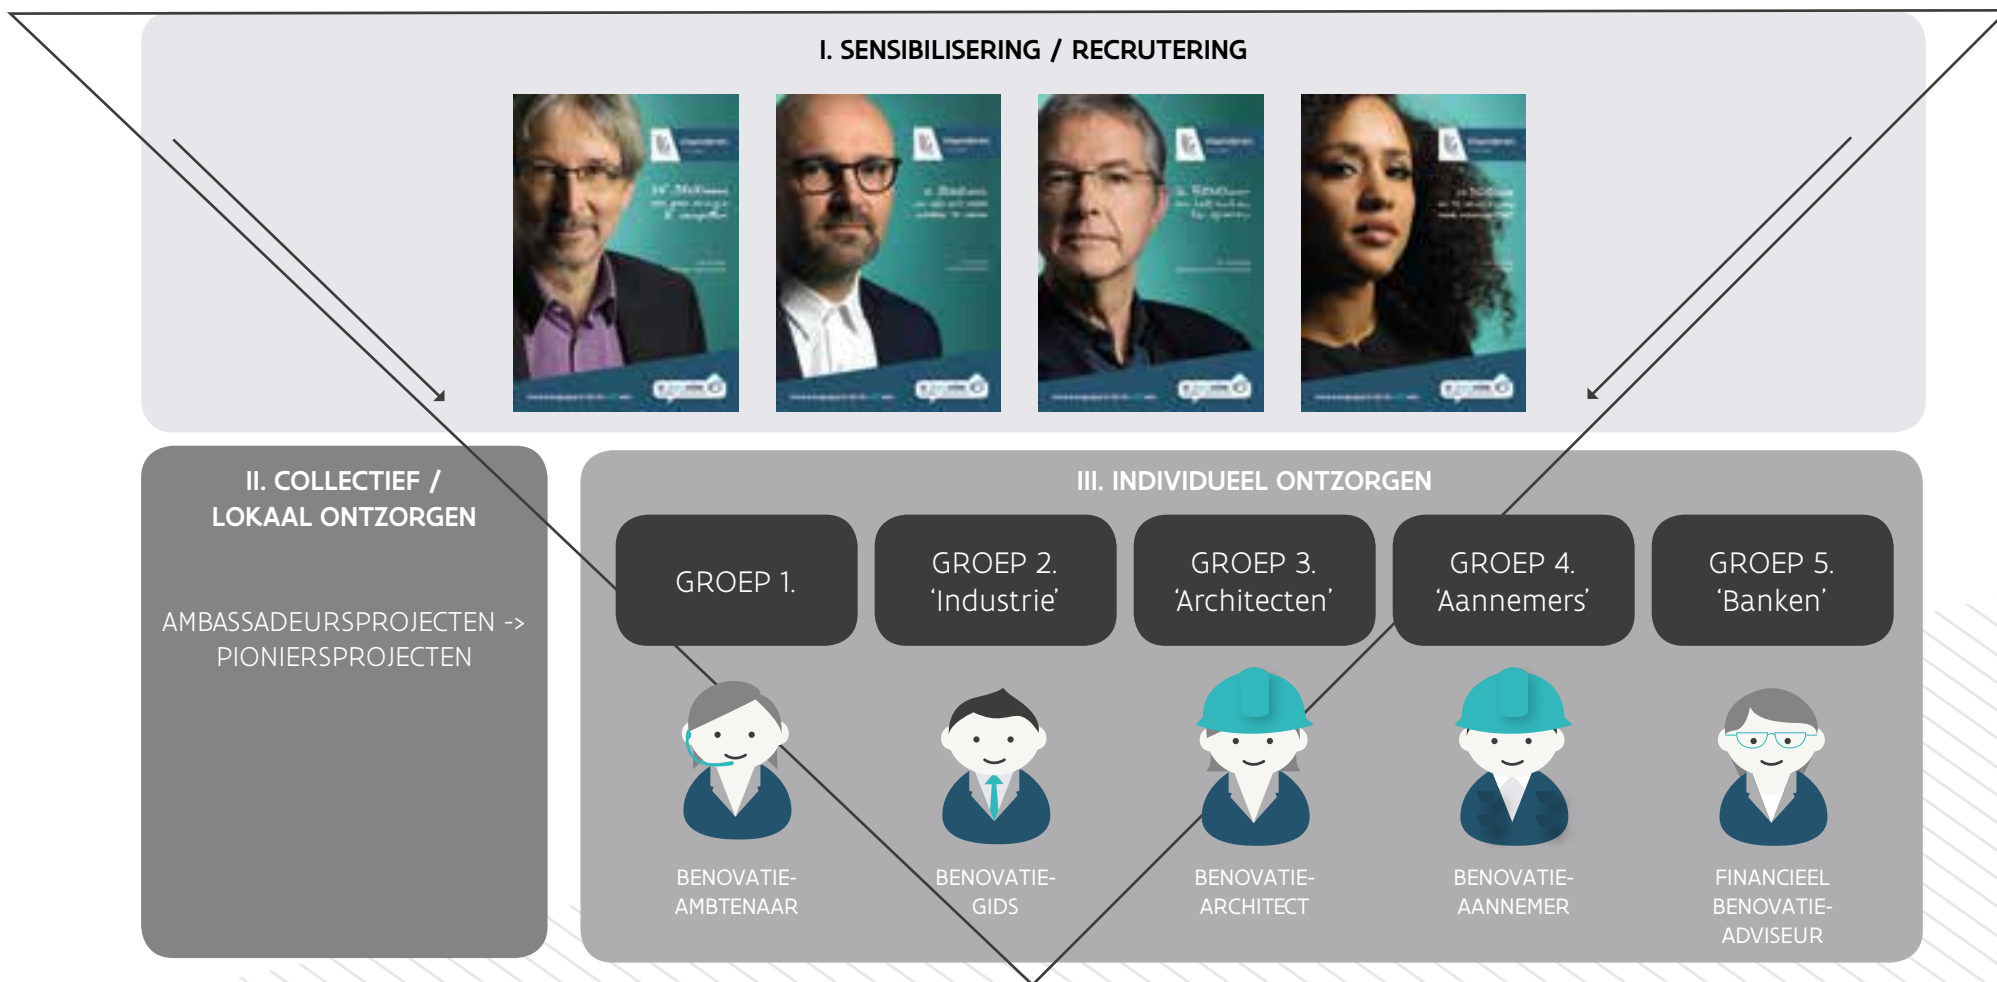 I. SENSIBILISERING / RECRUTERING
II. COLLECTIEF /
LOKAAL ONTZORGEN
AMBASSADEURSPROJECTEN ->
PIONIERSPROJECTEN
III. INDIVIDUEEL ONTZORGEN
GROEP 1.
GROEP 2.
‘Industrie’
GROEP 3.
‘Architecten’
GROEP 4.
‘Aannemers’
GROEP 5.
‘Banken’
BENOVATIE-
AMBTENAAR
BENOVATIE-
GIDS
BENOVATIE-
ARCHITECT
BENOVATIE-
AANNEMER
FINANCIEEL
BENOVATIE-
ADVISEUR